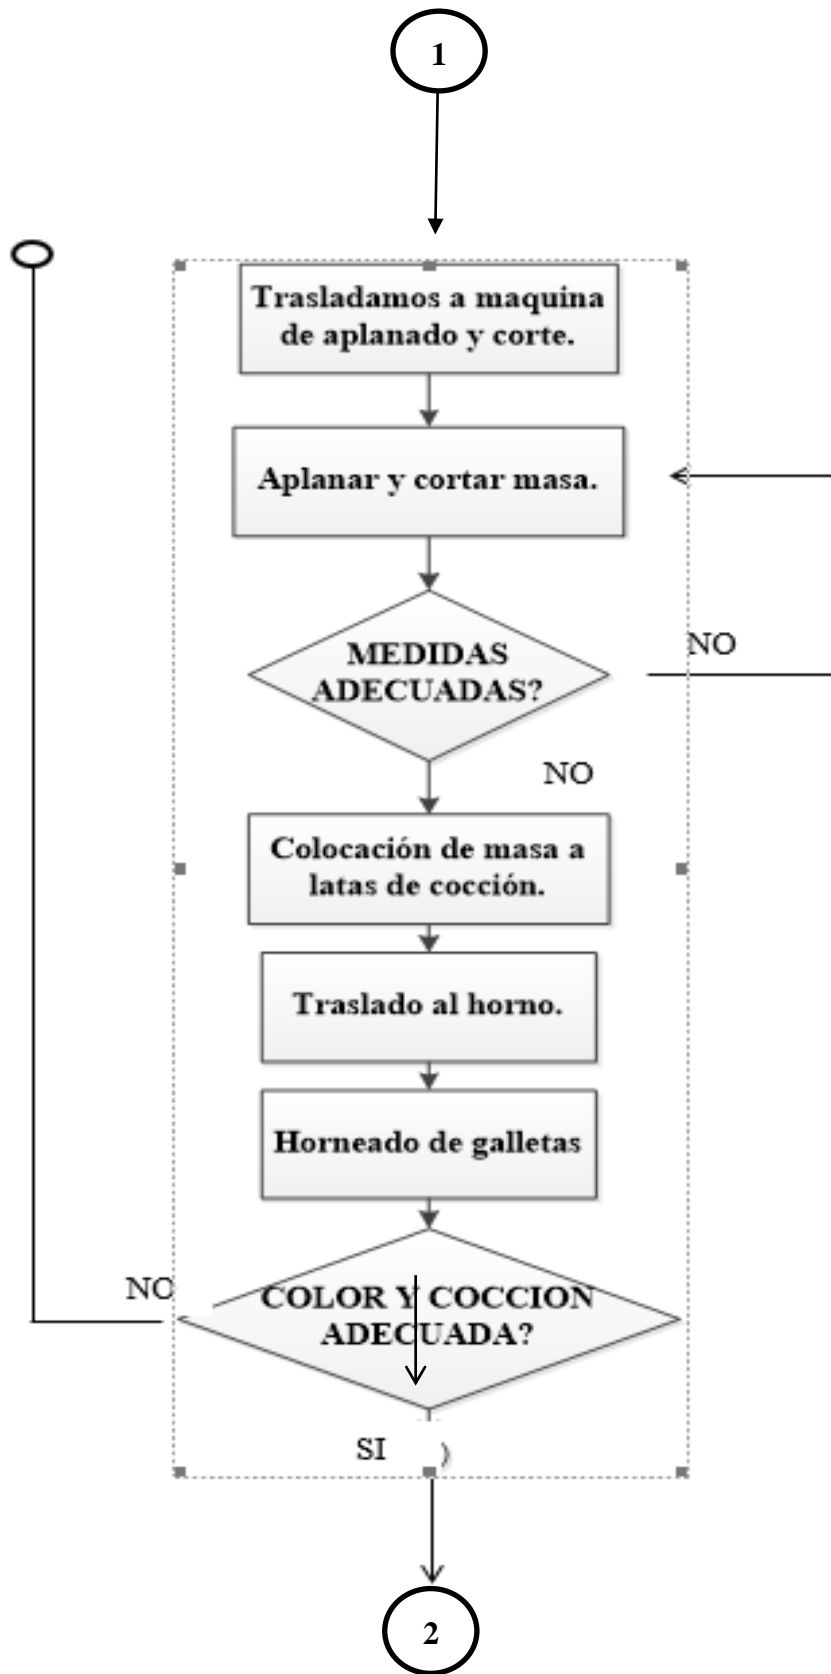 1
Trasladamos a maquina
de aplanado y corte.
Aplanar y cortar masa.
MEDIDAS
ADECUADAS?
NO
NO
Colocación de masa a
latas de cocción.
Traslado al horno.
Horneado de galletas
NO
COLOR Y COCCION
ADECUADA?
SI )
2